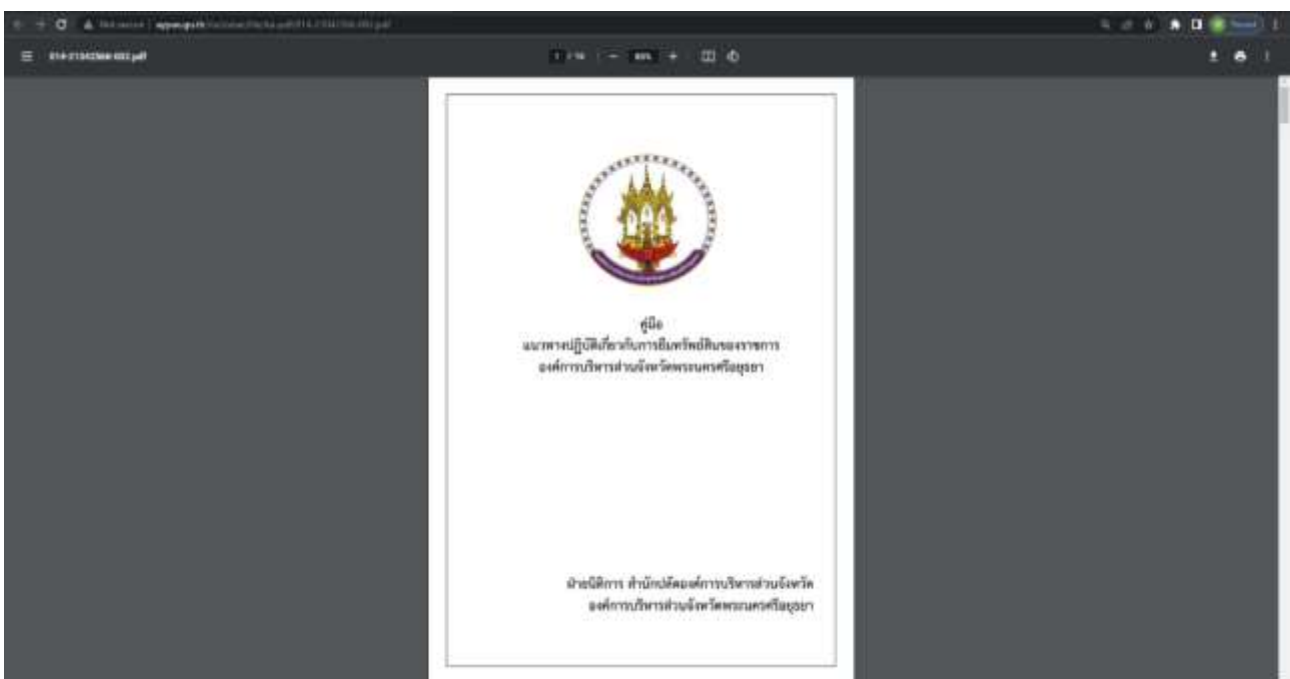 Not secure
คู่มือ
แนวทางปฏิบัติเกี่ยวกับการยืมทรัพย์สินของราชการ
องค์การบริหารส่วนจังหวัดพระนครศรีอยุธยา
ฝ่ายนิติการ สำนักปลัดองค์การบริหารส่วนจังหวัด
องค์การบริหารส่วนจังหวัดพระนครศรีอยุธยา